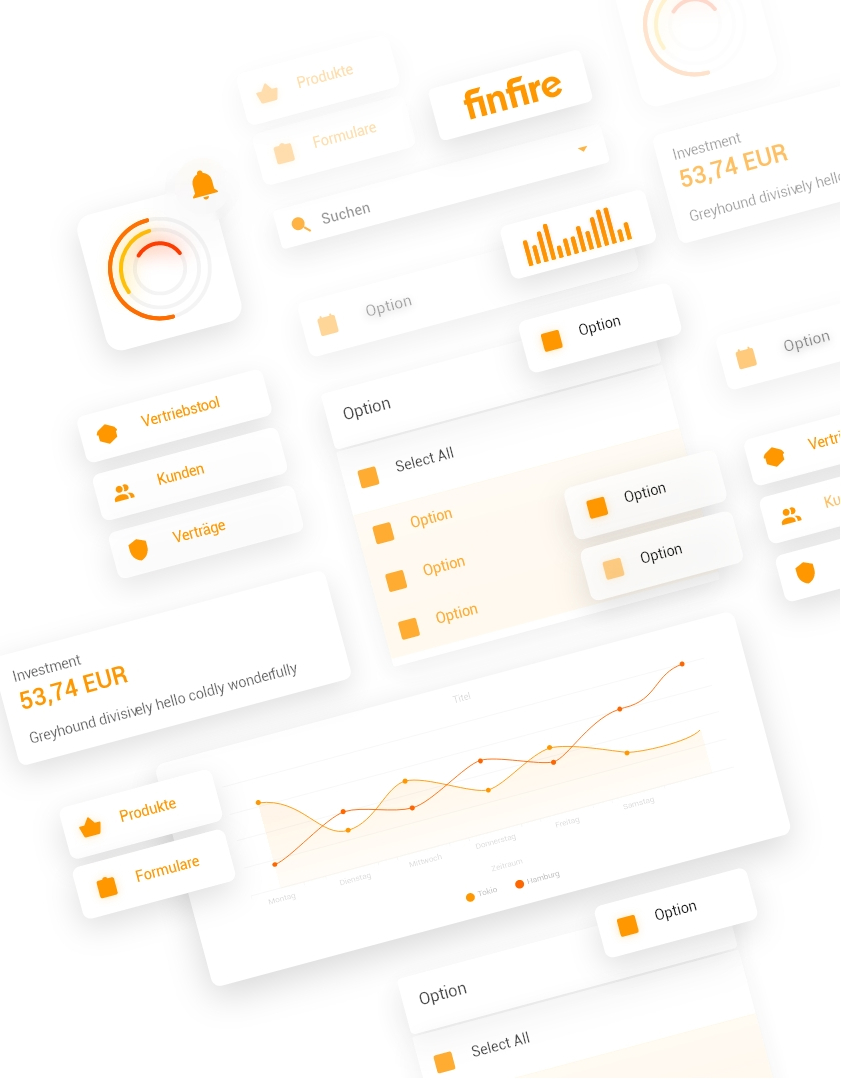 Produkte
Formulare
finfire
Suchen
Investment
53,74 EUR
Greyhound divisively hello
Option
Option
Option
Select All
Option
Option
Option
Option
Option
Option
Vertriebstool
Kunden
Verträge
Investment
53,74 EUR
Greyhound divisively hello coldly wonderfully
Titel
Montag
Dienstag
Mittwoch
Donnerstag
Freitag
Samstag
Zeitraum
Tokio
Hamburg
Produkte
Formulare
Option
Option
Select All